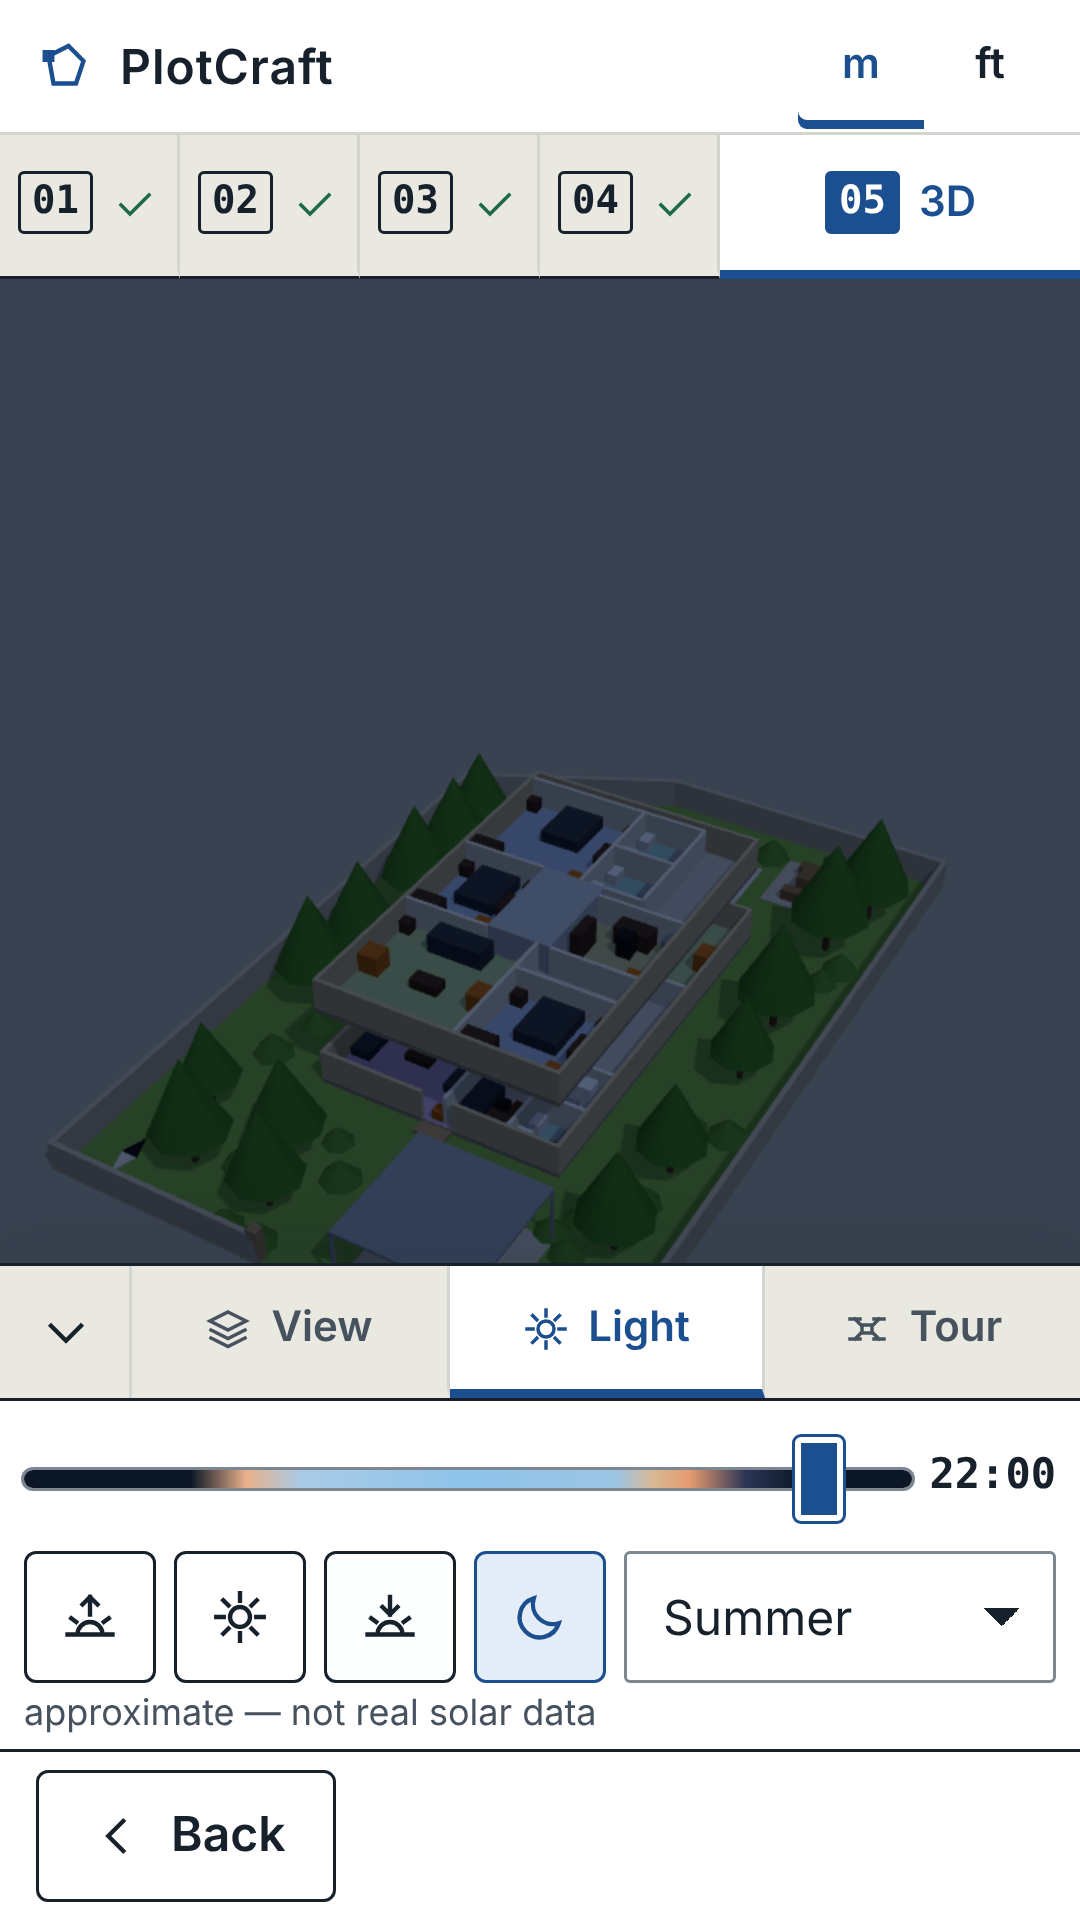 PlotCraft
m ft
01 02 03 04 05 3D
View Light Tour
22:00
Summer
approximate — not real solar data
Back